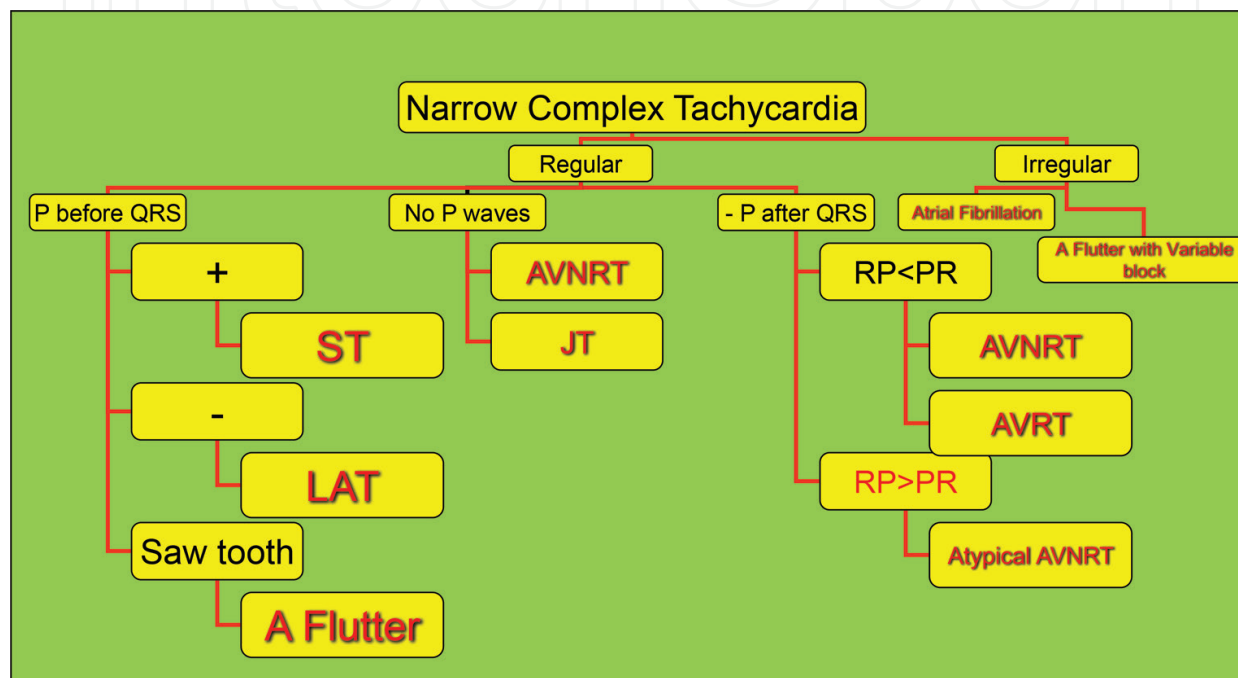 Narrow Complex Tachycardia
Regular
Irregular
P before QRS
No P waves
- P after QRS
Atrial Fibrillation
A Flutter with Variable
block
+
ST
-
LAT
Saw tooth
A Flutter
AVNRT
JT
RP<PR
AVNRT
AVRT
RP>PR
Atypical AVNRT